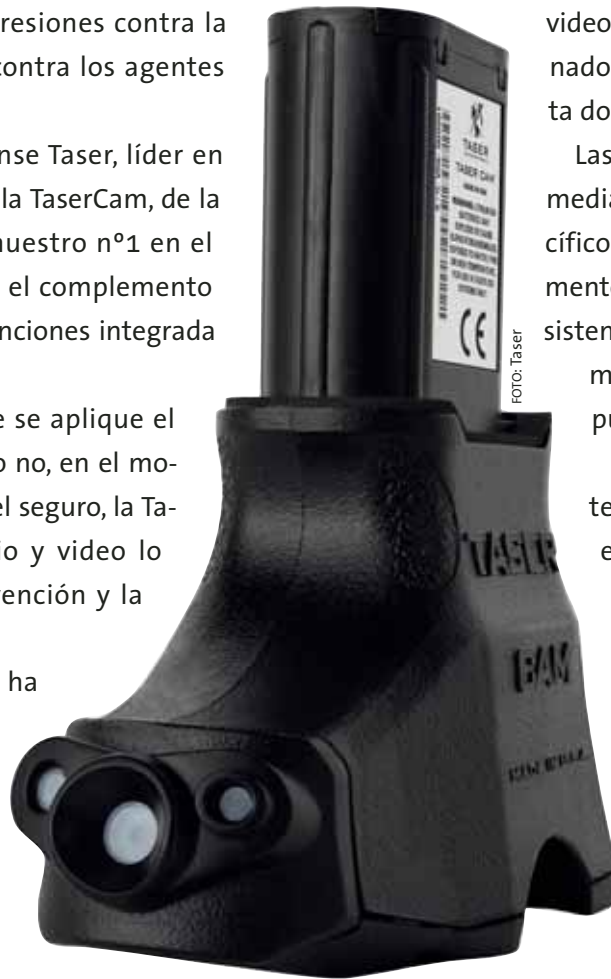 resiones contra la
contra los agentes
nse Taser, líder en
la TaserCam, de la
nuestro nº1 en el
el complemento
nciones integrada
e se aplique el
o no, en el mo-
el seguro, la Ta-
io y video lo
vención y la
ha
TASER
TASER CAM
CE
FOTO: Taser
TASER
CAM
video
nado
ta do
Las
media
cífico
mente
sistem
m
pu
te
e